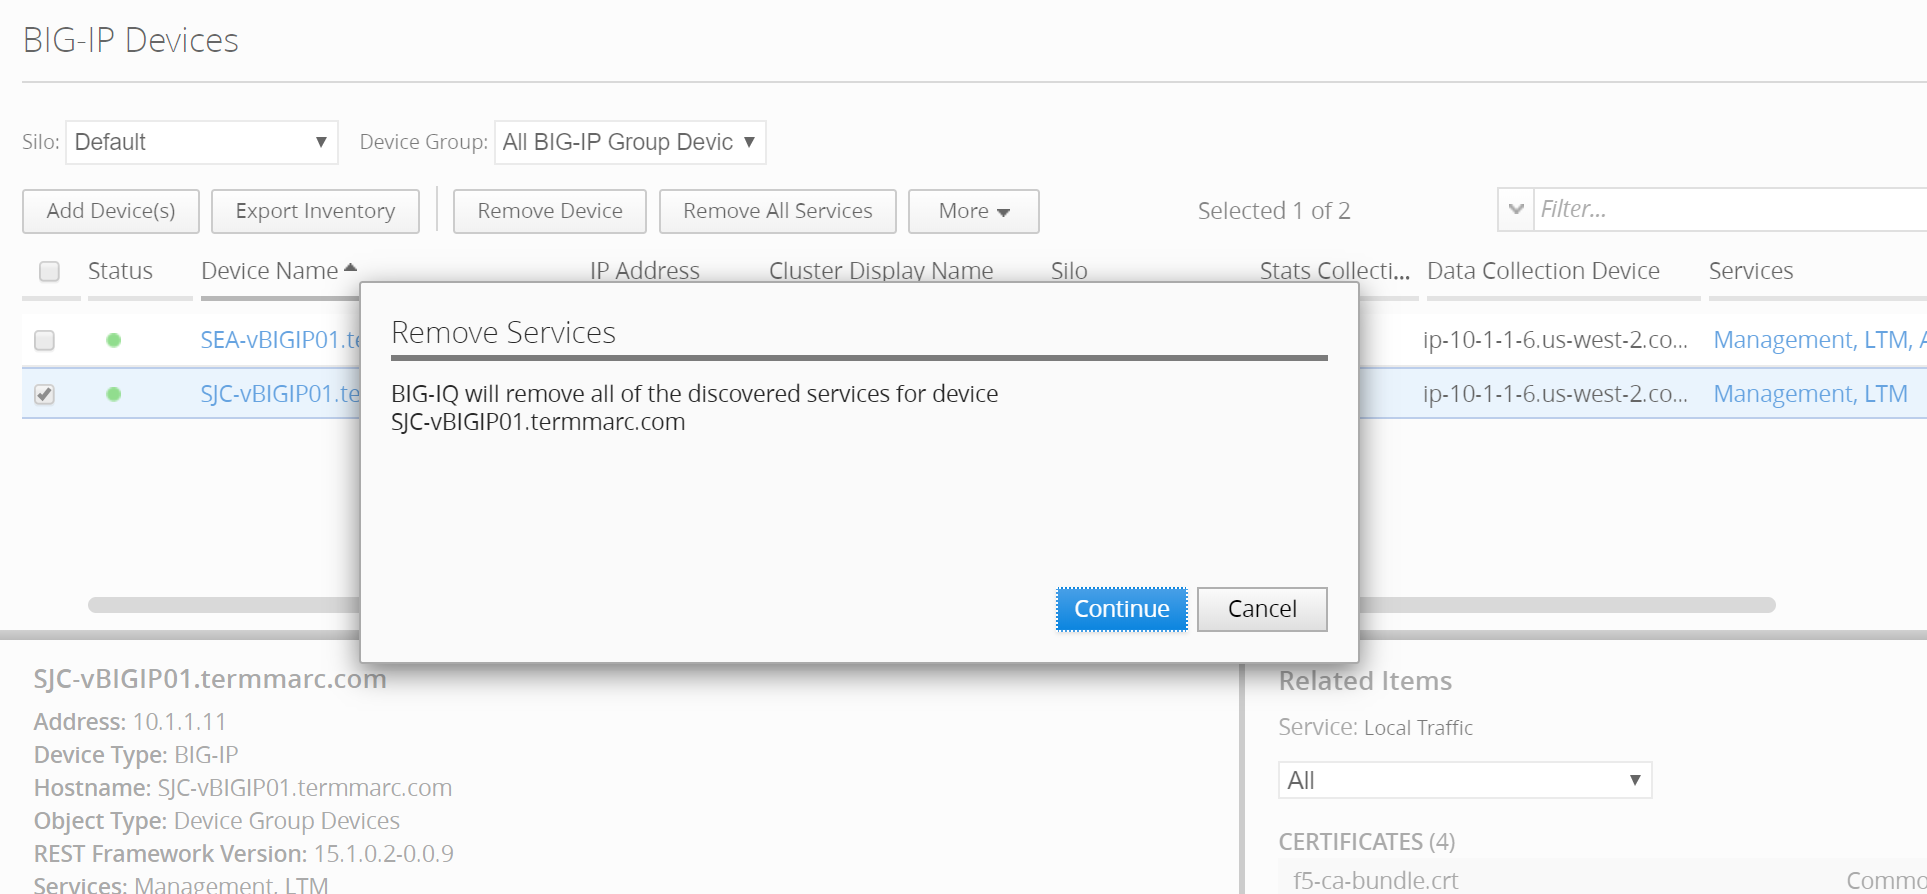 BIG-IP Devices
Silo: Default Device Group: All BIG-IP Group Devic
Add Device(s) Export Inventory Remove Device Remove All Services More Selected 1 of 2 Filter...
Status Device Name IP Address Cluster Display Name Silo Stats Collecti... Data Collection Device Services
SEA-vBIGIP01.te ip-10-1-1-6.us-west-2.co... Management, LTM, A
SJC-vBIGIP01.te ip-10-1-1-6.us-west-2.co... Management, LTM
Remove Services
BIG-IQ will remove all of the discovered services for device
SJC-vBIGIP01.termmarc.com
Continue Cancel
SJC-vBIGIP01.termmarc.com
Address: 10.1.1.11
Device Type: BIG-IP
Hostname: SJC-vBIGIP01.termmarc.com
Object Type: Device Group Devices
REST Framework Version: 15.1.0.2-0.0.9
Services: Management, LTM
Related Items
Service: Local Traffic
All
CERTIFICATES (4)
f5-ca-bundle.crt Commo